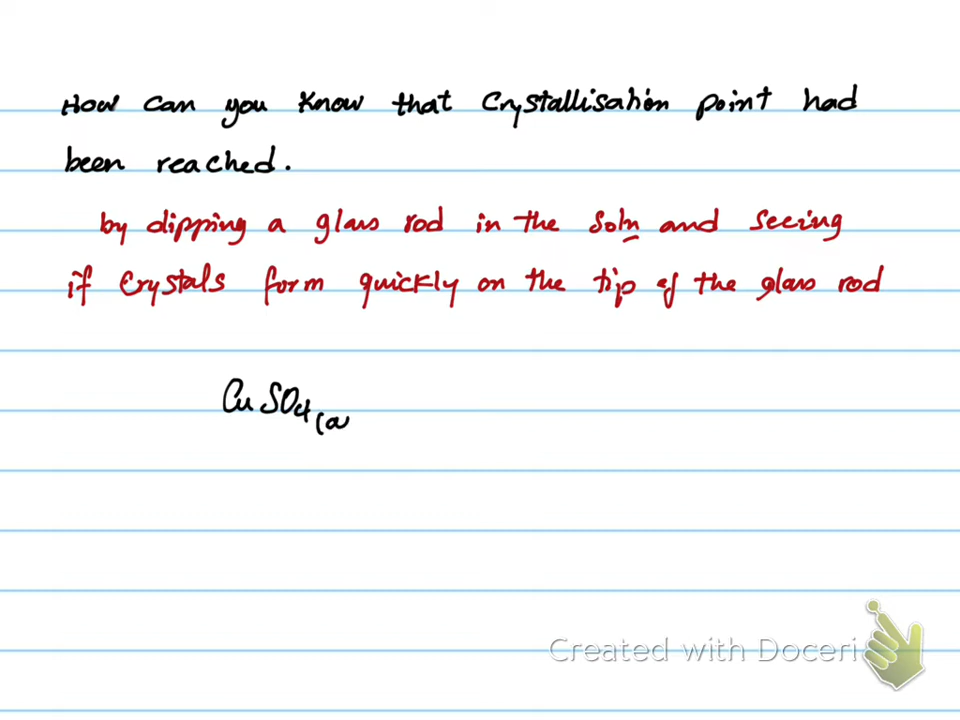 How can you know that Crystallisation point had
been reached.
by dipping a glass rod in the soln and seeing
if Crystals form quickly on the tip of the glass rod
CuSO4(a
Created with Doceri